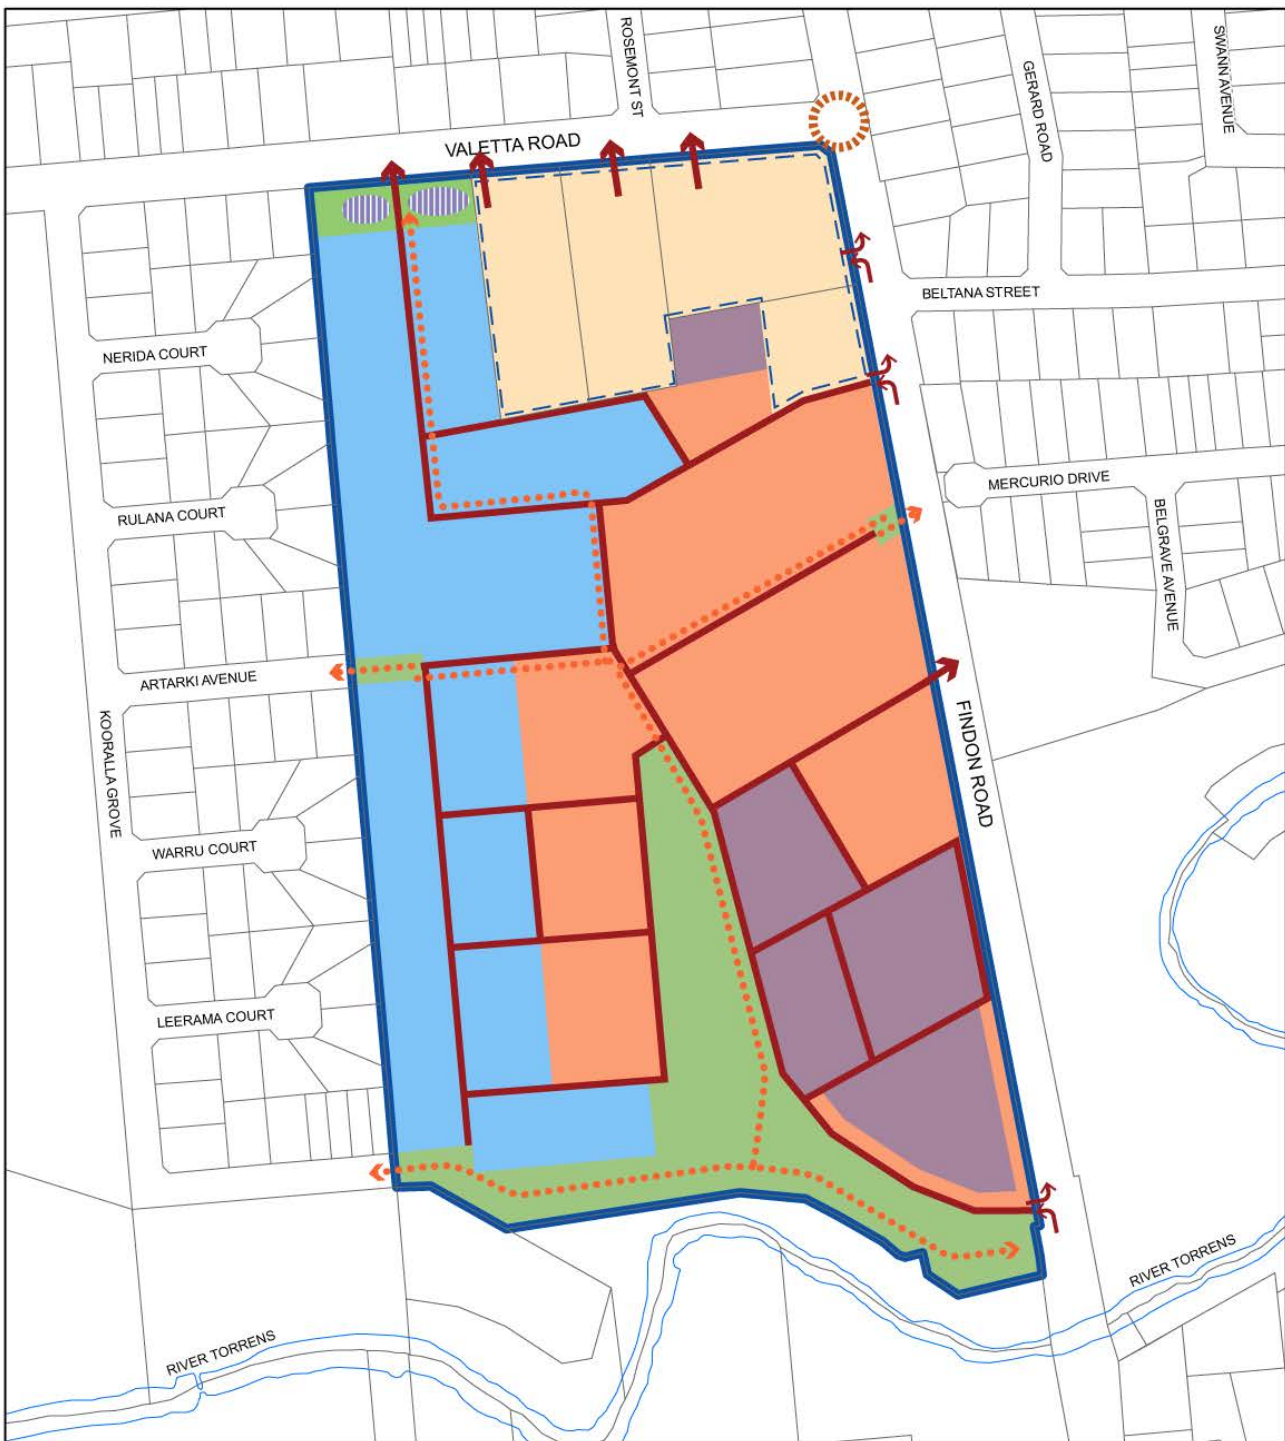 ROSEMONT ST
SWANN AVENUE
GERARD ROAD
VALETTA ROAD
BELTANA STREET
NERIDA COURT
MERCURIO DRIVE
RULANA COURT
BELGRAVE AVENUE
ARTARKI AVENUE
KOORALLA GROVE
FINDON ROAD
WARRU COURT
LEERAMA COURT
RIVER TORRENS
RIVER TORRENS